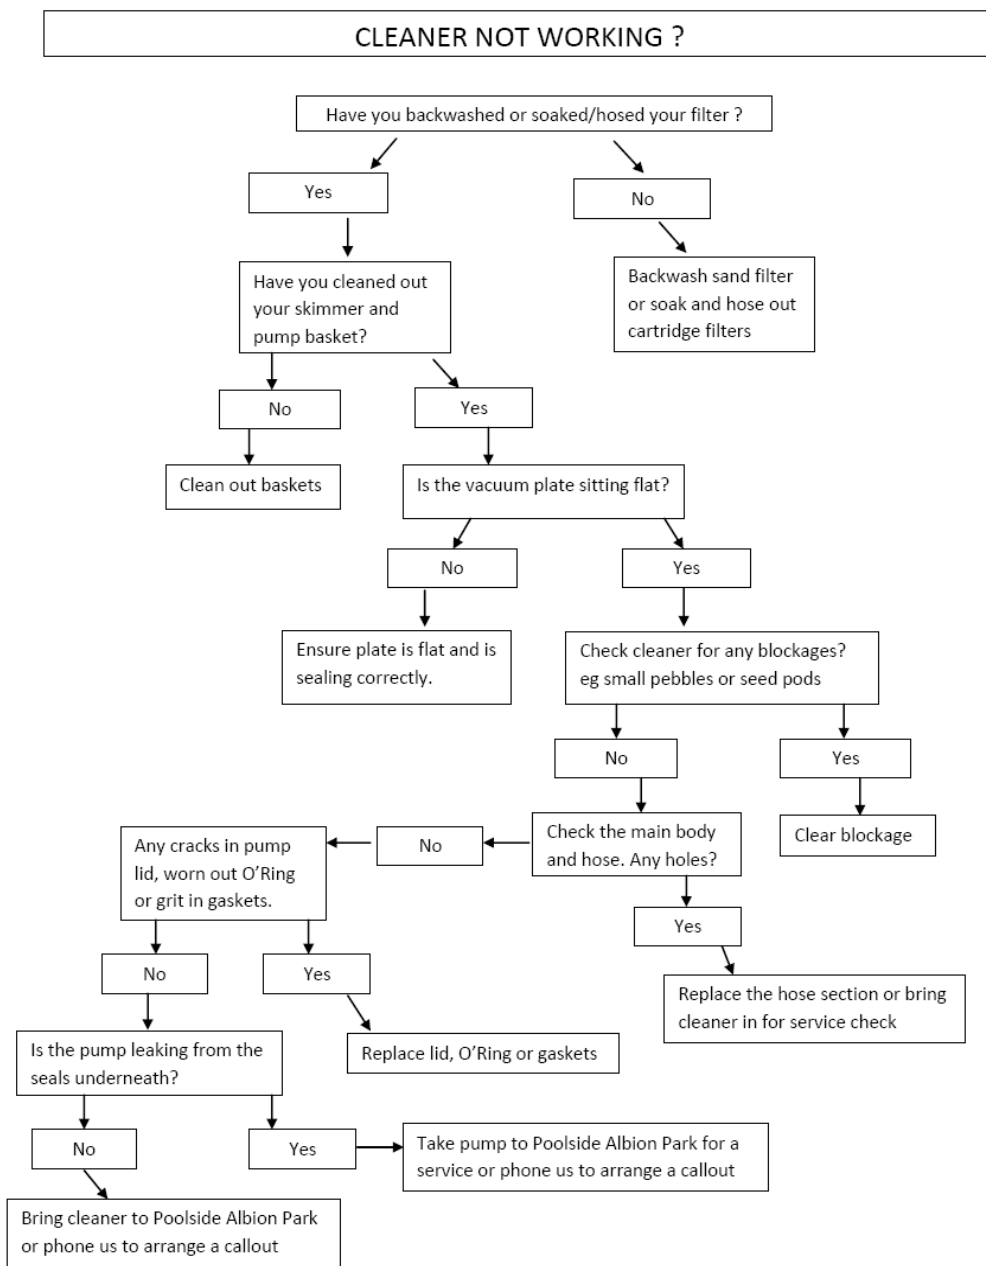 CLEANER NOT WORKING ?
Have you backwashed or soaked/hosed your filter ?
Yes
No
Have you cleaned out
your skimmer and
pump basket?
Backwash sand filter
or soak and hose out
cartridge filters
No
Yes
Clean out baskets
Is the vacuum plate sitting flat?
No
Yes
Ensure plate is flat and is
sealing correctly.
Check cleaner for any blockages?
eg small pebbles or seed pods
No
Yes
Any cracks in pump
lid, worn out O'Ring
or grit in gaskets.
No
Check the main body
and hose. Any holes?
Clear blockage
Yes
No
Yes
Replace the hose section or bring
cleaner in for service check
Is the pump leaking from the
seals underneath?
Replace lid, O'Ring or gaskets
No
Yes
Take pump to Poolside Albion Park for a
service or phone us to arrange a callout
Bring cleaner to Poolside Albion Park
or phone us to arrange a callout